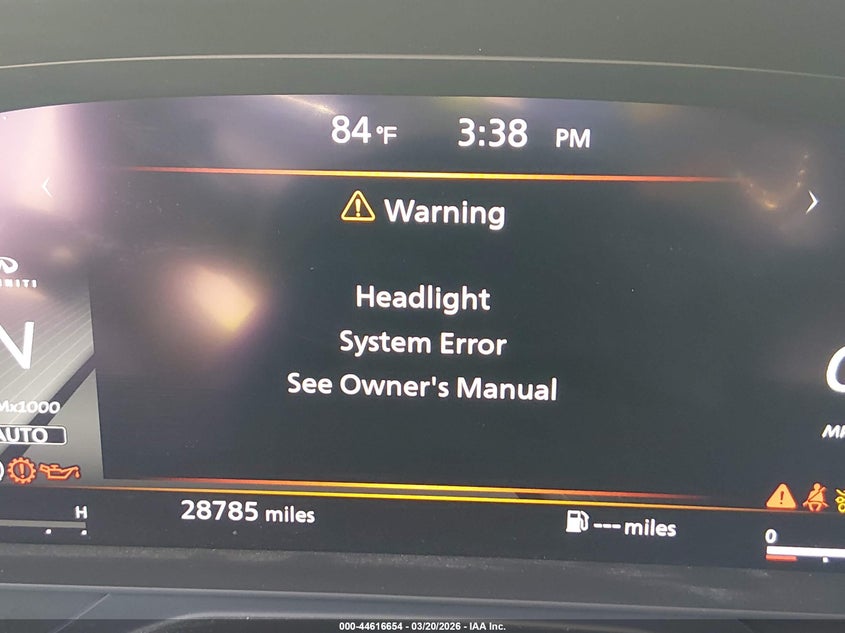 84°F 3:38 PM
Warning
Headlight
System Error
See Owner's Manual
N
x1000
AUTO
H
28785 miles
--- miles
0
000-44616654 - 03/20/2026 - IAA Inc.